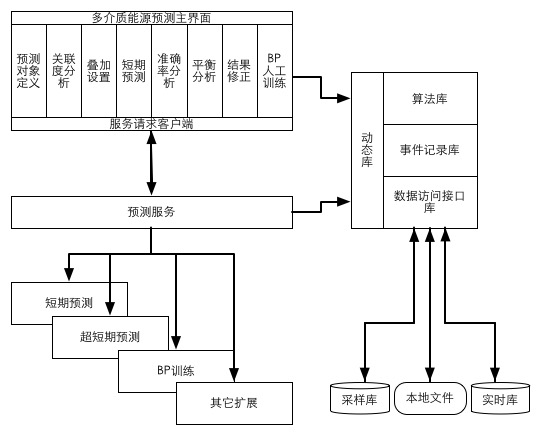 多介质能源预测主界面
预测
对象
定义
关联
度分
析
叠加
设置
短期
预测
准确
率分
析
平衡
分析
结果
修正
BP
人工
训练
服务请求客户端
动
态
库
算法库
事件记录库
数据访问接口
库
预测服务
短期预测
超短期预测
BP训练
其它扩展
采样库
本地文件
实时库